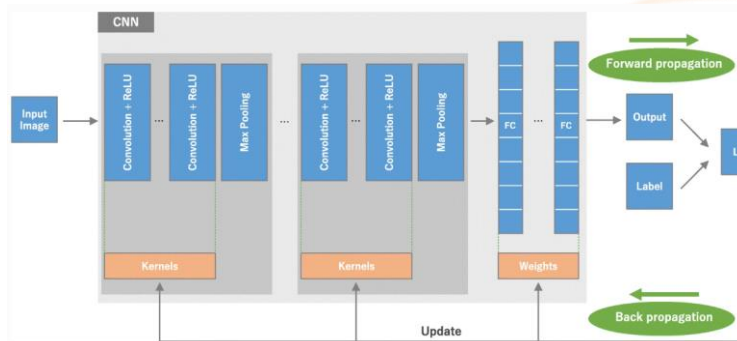 CNN
Forward propagation
Input
Image
Convolution + ReLU
...
Convolution + ReLU
Max Pooling
...
Convolution + ReLU
...
Convolution + ReLU
Max Pooling
FC
...
FC
Output
Label
Kernels
Kernels
Weights
Back propagation
Update